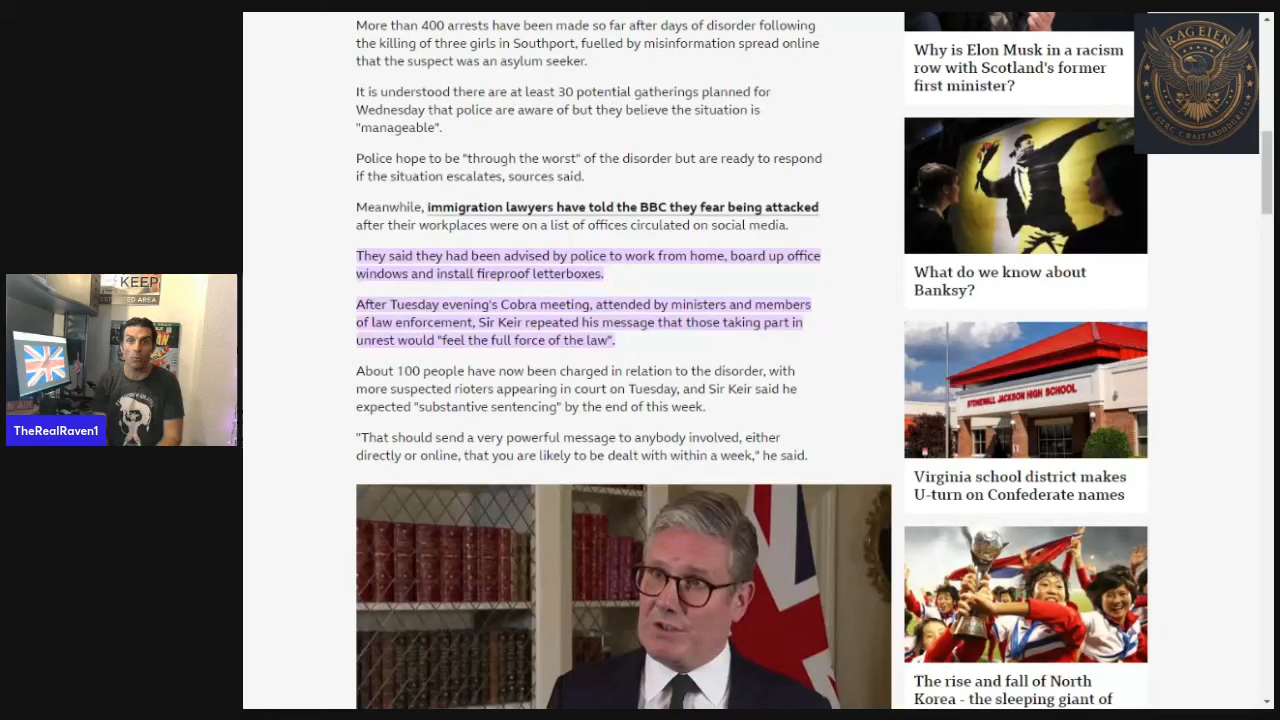 More than 400 arrests have been made so far after days of disorder following
the killing of three girls in Southport, fuelled by misinformation spread online
that the suspect was an asylum seeker.
It is understood there are at least 30 potential gatherings planned for
Wednesday that police are aware of but they believe the situation is
"manageable".
Police hope to be "through the worst" of the disorder but are ready to respond
if the situation escalates, sources said.
Meanwhile, immigration lawyers have told the BBC they fear being attacked
after their workplaces were on a list of offices circulated on social media.
They said they had been advised by police to work from home, board up office
windows and install fireproof letterboxes.
After Tuesday evening's Cobra meeting, attended by ministers and members
of law enforcement, Sir Keir repeated his message that those taking part in
unrest would "feel the full force of the law".
About 100 people have now been charged in relation to the disorder, with
more suspected rioters appearing in court on Tuesday, and Sir Keir said he
expected "substantive sentencing" by the end of this week.
"That should send a very powerful message to anybody involved, either
directly or online, that you are likely to be dealt with within a week," he said.
Why is Elon Musk in a racism
row with Scotland's former
first minister?
What do we know about
Banksy?
STONEWALL JACKSON HIGH SCHOOL
Virginia school district makes
U-turn on Confederate names
The rise and fall of North
Korea - the sleeping giant of
KEEP
AREA
TheRealRaven1